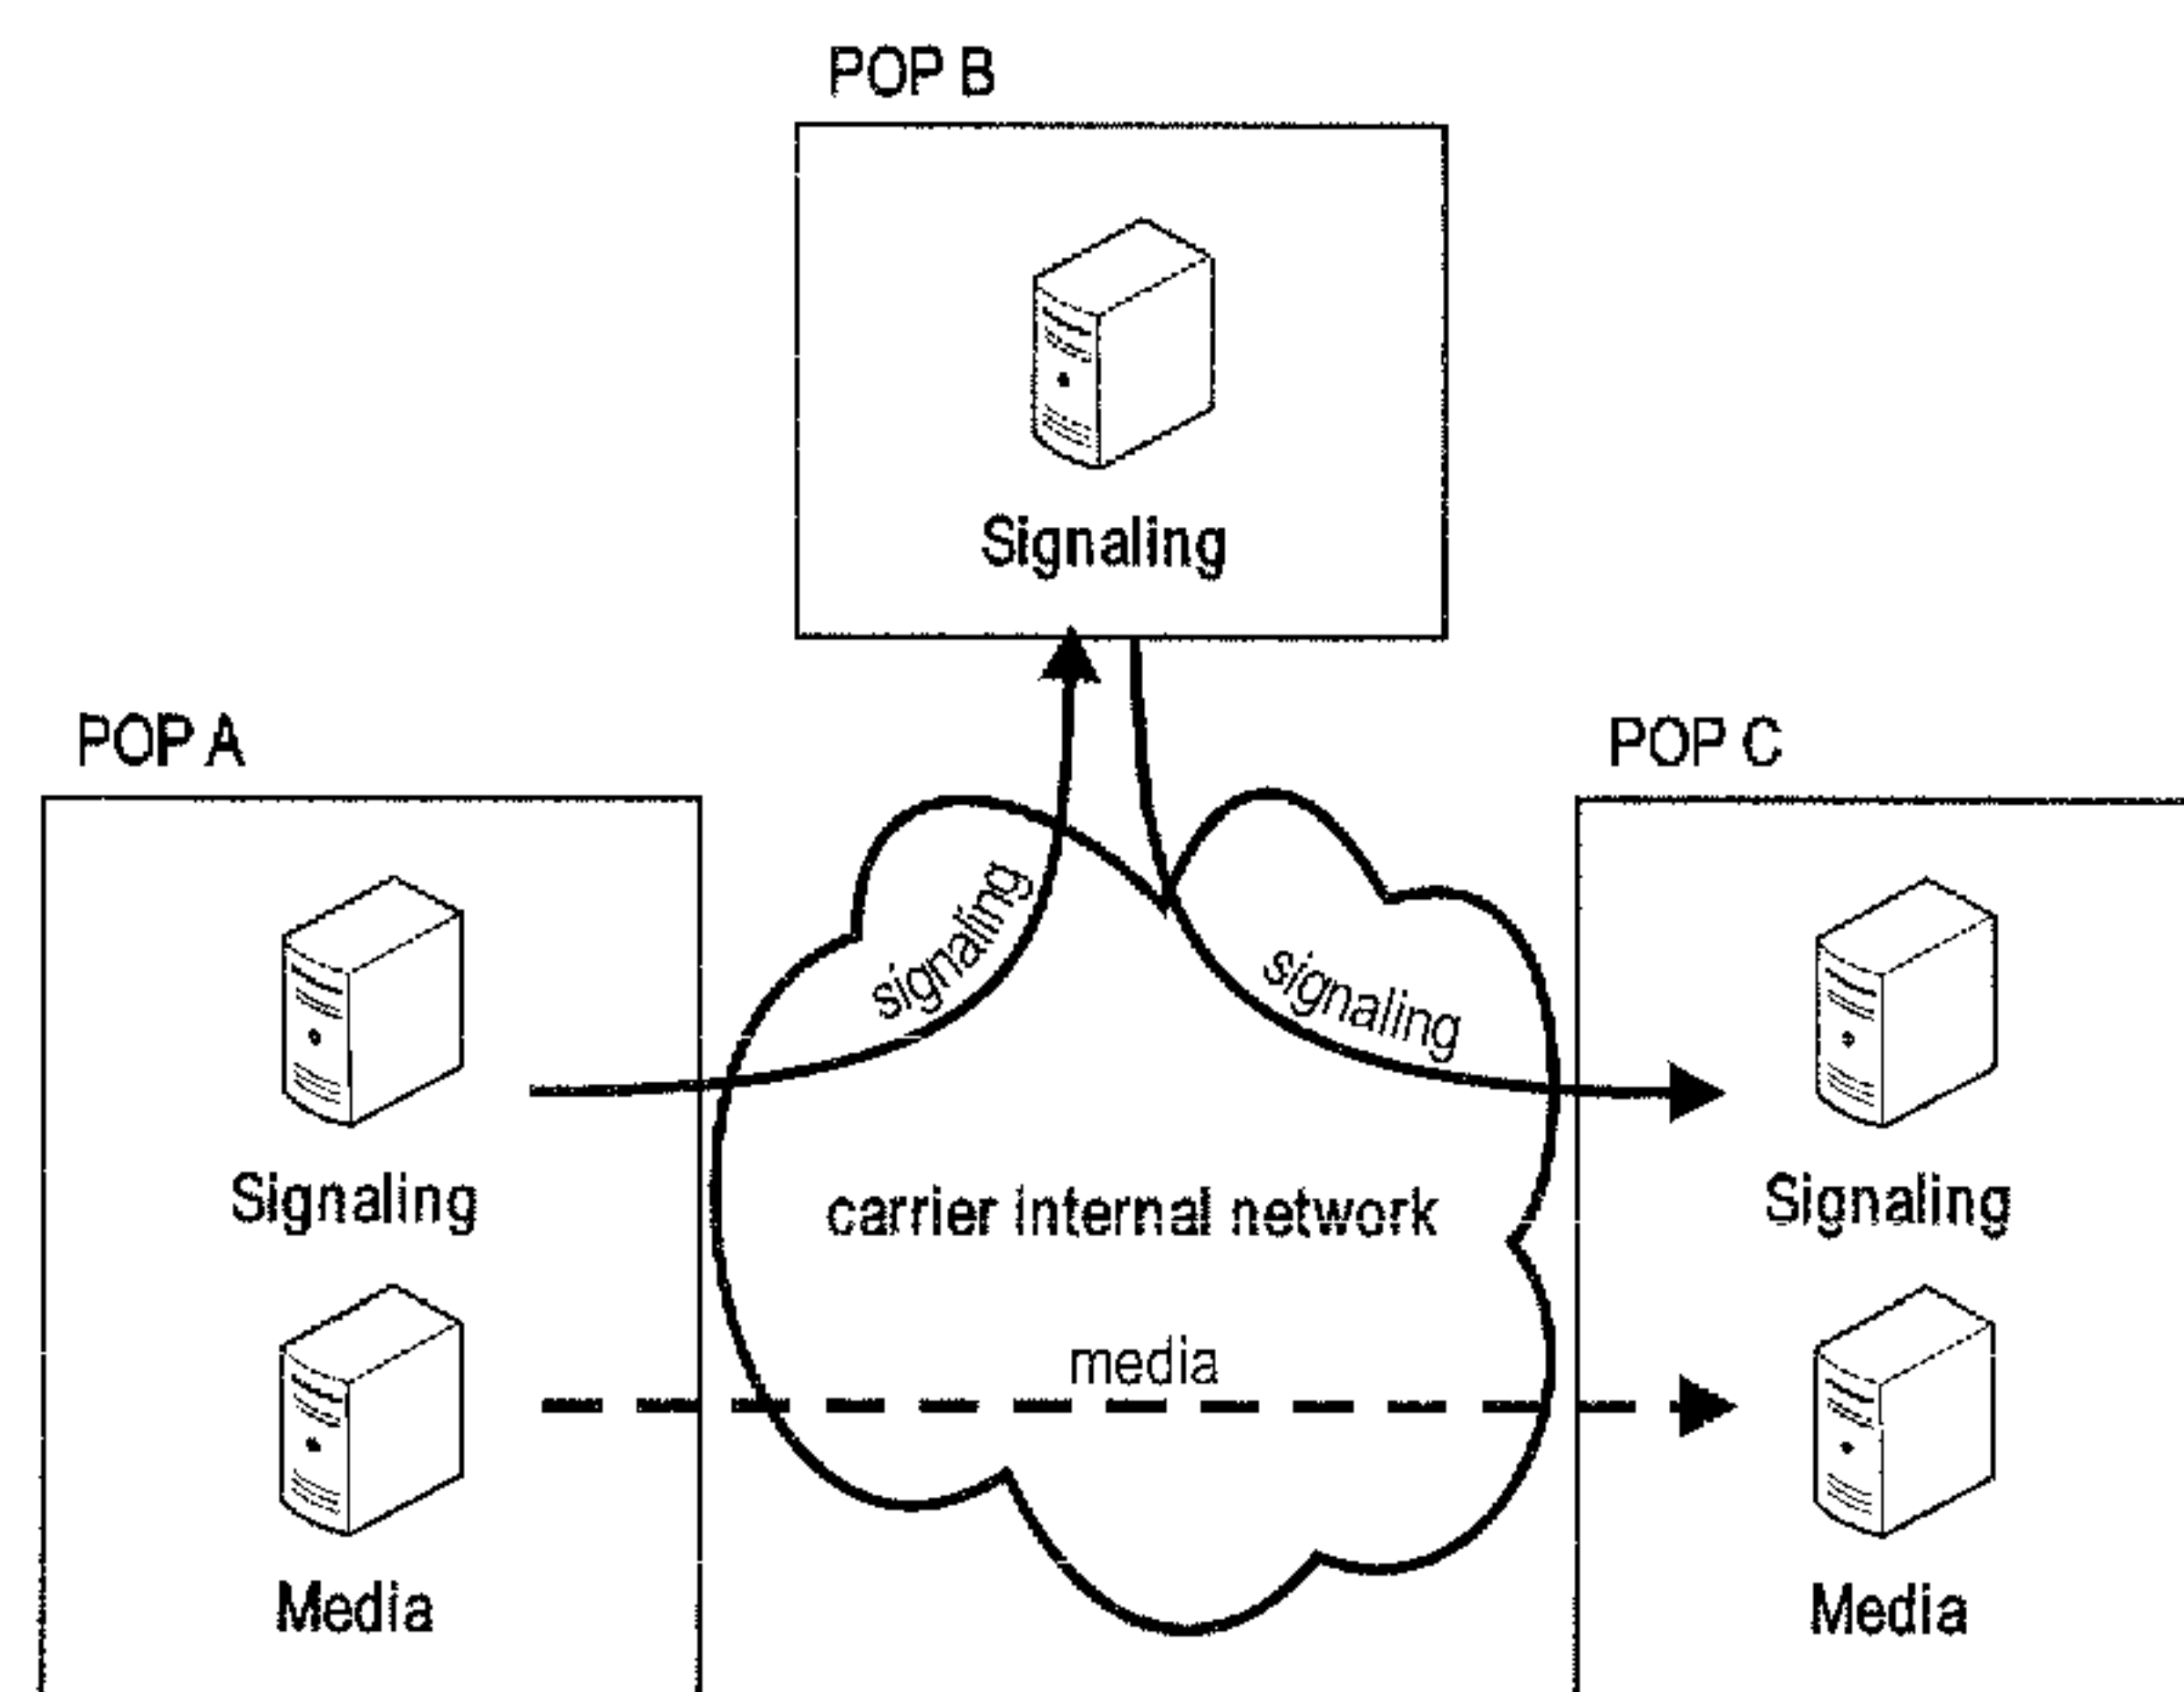 POP B
Signaling
POP A
POP C
signaling
signaling
Signaling
carrier internal network
Signaling
media
Media
Media